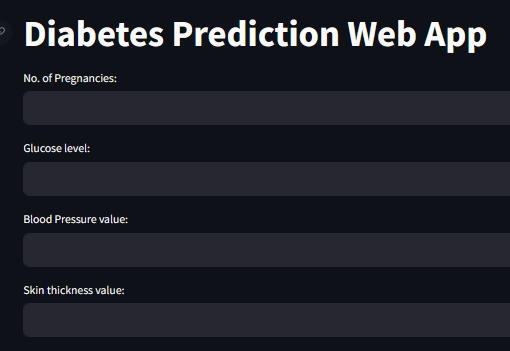 Diabetes Prediction Web App
No. of Pregnancies:
Glucose level:
Blood Pressure value:
Skin thickness value: